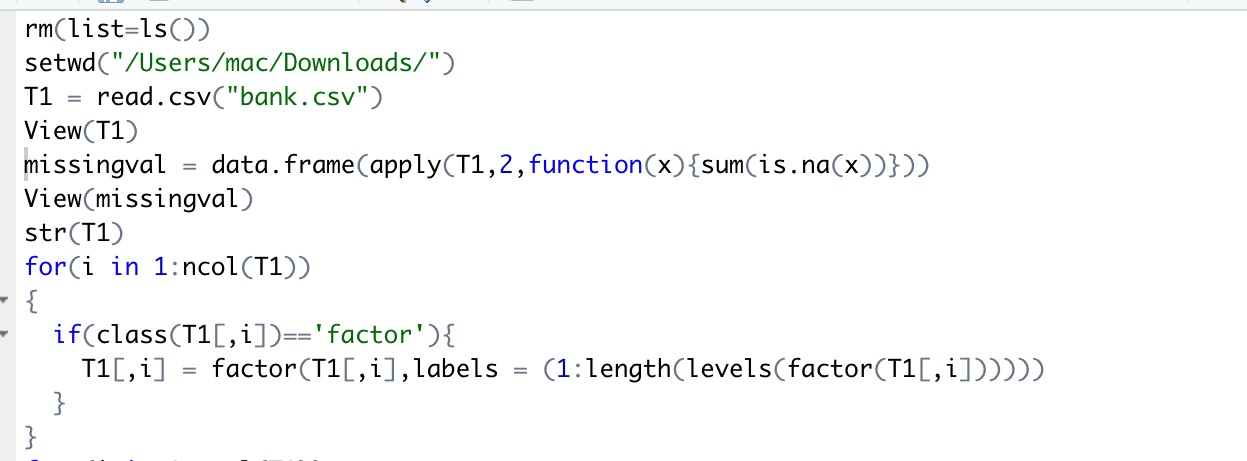 rm(list=ls())
setwd("/Users/mac/Downloads/")
T1 = read.csv("bank.csv")
View(T1)
missingval = data.frame(apply(T1,2,function(x){sum(is.na(x))}))
View(missingval)
str(T1)
for(i in 1:ncol(T1))
{
  if(class(T1[,i])=='factor'){
    T1[,i] = factor(T1[,i],labels = (1:length(levels(factor(T1[,i])))))
  }
}